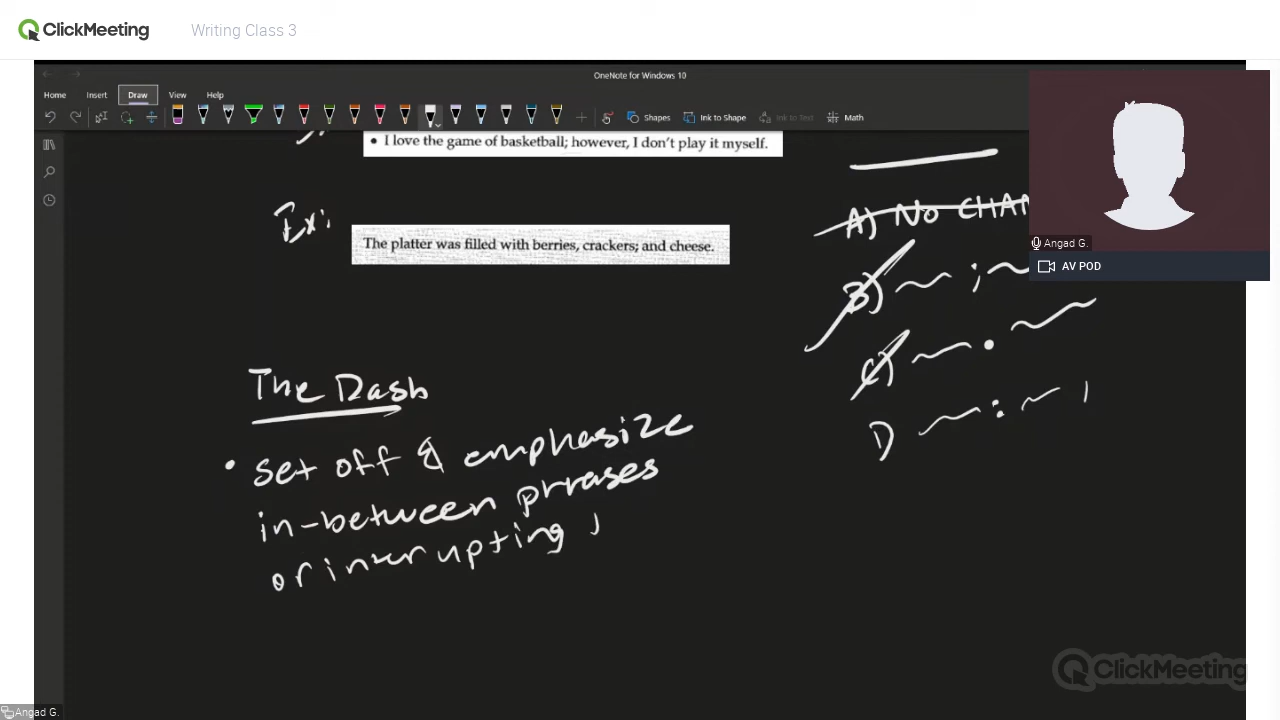 ClickMeeting Writing Class 3
OneNote for Windows 10
Home Insert Draw View Help
Shapes Ink to Shape Ink to Text Math
• I love the game of basketball; however, I don't play it myself.
A) NO CHAN
Angad G.
AV POD
Ex:
The platter was filled with berries, crackers; and cheese.
B) ;
C) .
D :
The Dash
• set off & emphasize
in-between phrases
or interrupting
ClickMeeting
Angad G.